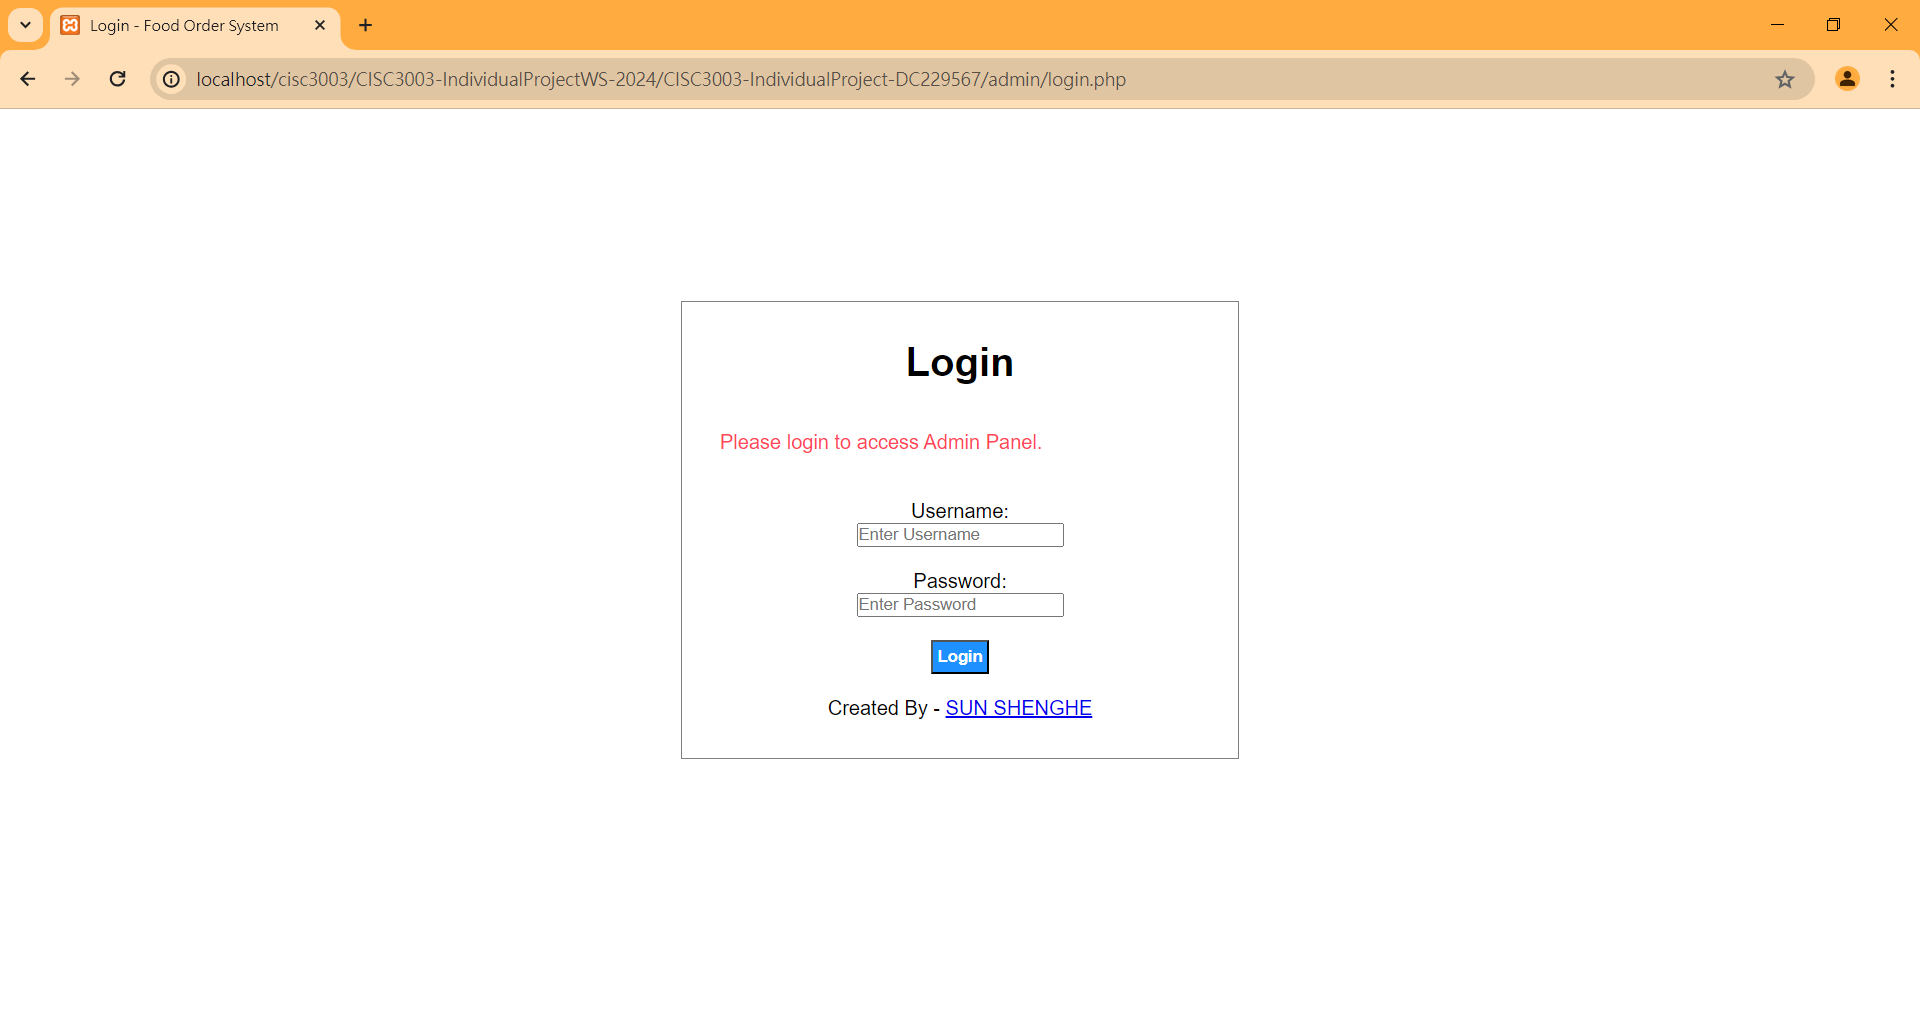 Login - Food Order System
localhost/cisc3003/CISC3003-IndividualProjectWS-2024/CISC3003-IndividualProject-DC229567/admin/login.php
Login
Please login to access Admin Panel.
Username:
Enter Username
Password:
Enter Password
Login
Created By - SUN SHENGHE